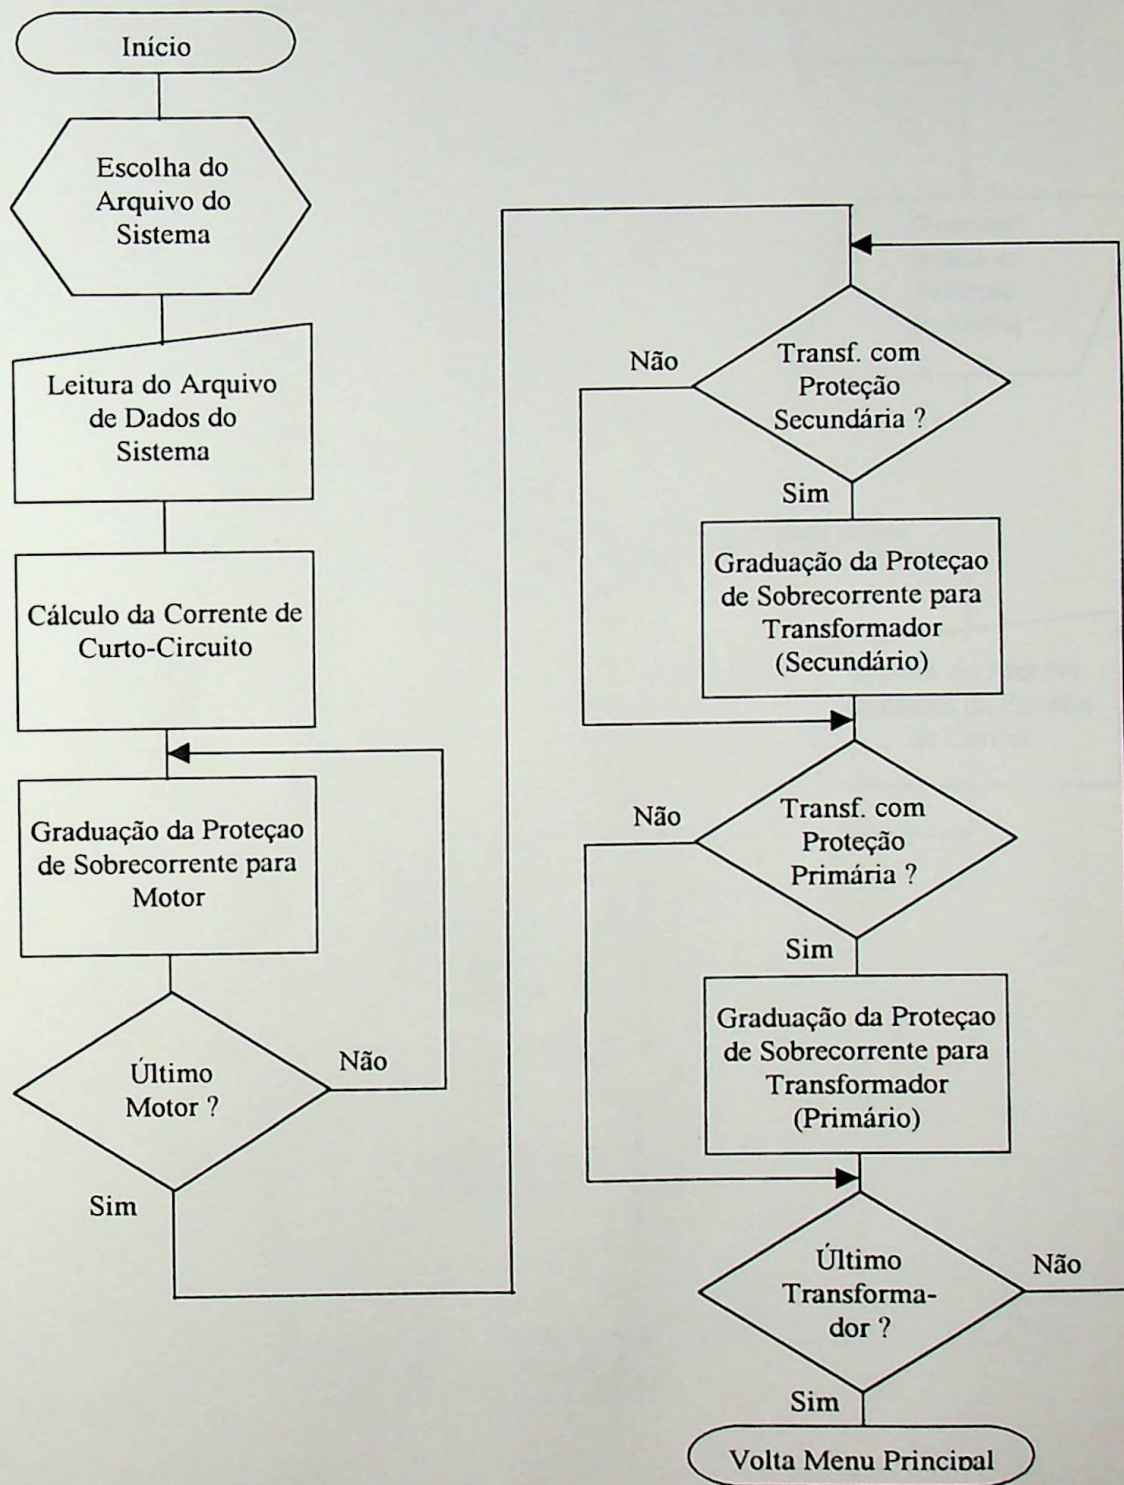 Início
Escolha do
Arquivo do
Sistema
Leitura do Arquivo
de Dados do
Sistema
Cálculo da Corrente de
Curto-Circuito
Graduação da Proteçao
de Sobrecorrente para
Motor
Último
Motor ?
Não
Sim
Transf. com
Proteção
Secundária ?
Não
Sim
Graduação da Proteçao
de Sobrecorrente para
Transformador
(Secundário)
Transf. com
Proteção
Primária ?
Não
Sim
Graduação da Proteçao
de Sobrecorrente para
Transformador
(Primário)
Último
Transforma-
dor ?
Não
Sim
Volta Menu Principal